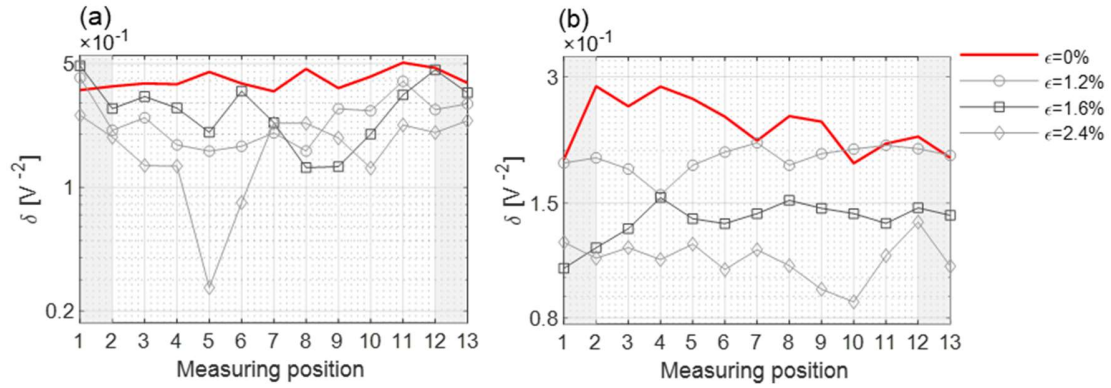 (a)
(b)
×10⁻¹
×10⁻¹
5
1
0.2
δ [V⁻²]
1 2 3 4 5 6 7 8 9 10 11 12 13
Measuring position
3
1.5
0.8
δ [V⁻²]
1 2 3 4 5 6 7 8 9 10 11 12 13
Measuring position
ϵ=0%
ϵ=1.2%
ϵ=1.6%
ϵ=2.4%